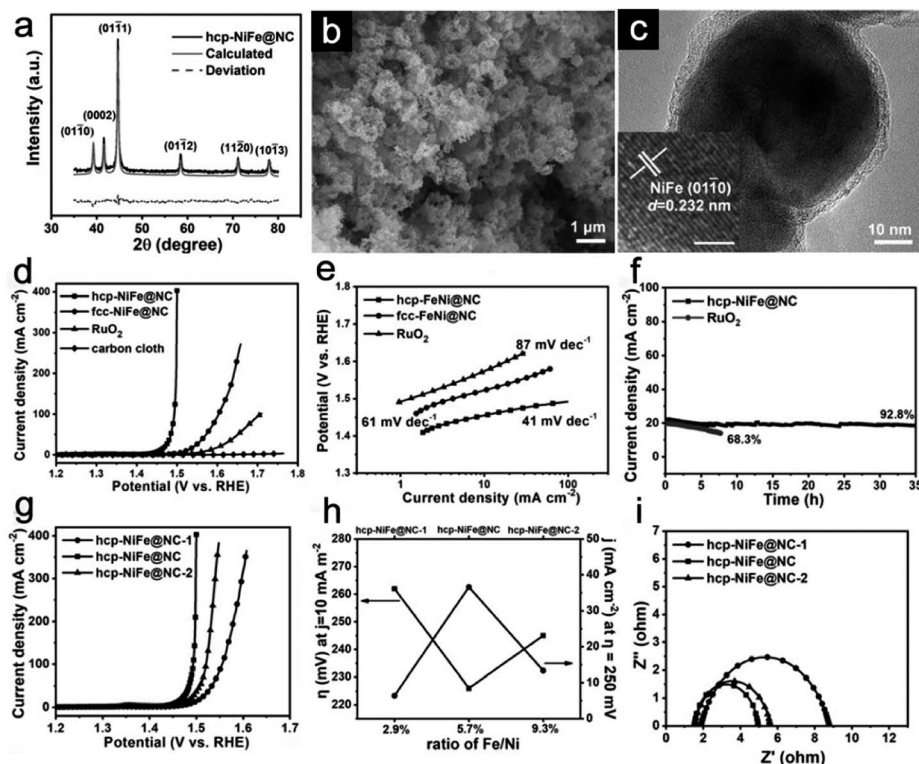 a
hcp-NiFe@NC
Calculated
Deviation
(011̄0)
(0002)
(011̄1)
(011̄2)
(112̄0)
(101̄3)
Intensity (a.u.)
30 40 50 60 70 80 90
2θ (degree)
b
1 μm
c
NiFe (011̄0)
d=0.232 nm
10 nm
d
hcp-NiFe@NC
fcc-NiFe@NC
RuO2
carbon cloth
Current density (mA cm-2)
400
300
200
100
0
1.2 1.3 1.4 1.5 1.6 1.7 1.8
Potential (V vs. RHE)
e
hcp-FeNi@NC
fcc-FeNi@NC
RuO2
87 mV dec-1
61 mV dec-1
41 mV dec-1
Potential (V vs. RHE)
1.8
1.7
1.6
1.5
1.4
1.3
1 10 100
Current density (mA cm-2)
f
hcp-NiFe@NC
RuO2
92.8%
68.3%
Current density (mA cm-2)
100
80
60
40
20
0
0 5 10 15 20 25 30 35
Time (h)
g
hcp-NiFe@NC-1
hcp-NiFe@NC
hcp-NiFe@NC-2
Current density (mA cm-2)
400
300
200
100
0
1.2 1.3 1.4 1.5 1.6 1.7
Potential (V vs. RHE)
h
hcp-NiFe@NC-1 hcp-NiFe@NC hcp-NiFe@NC-2
η (mV) at j=10 mA m-2
280
270
260
250
240
230
220
j (mA cm-2) at η = 250 mV
50
40
30
20
10
0
2.9% 5.7% 9.3%
ratio of Fe/Ni
i
hcp-NiFe@NC-1
hcp-NiFe@NC
hcp-NiFe@NC-2
Z'' (ohm)
7
6
5
4
3
2
1
0
0 2 4 6 8 10 12
Z' (ohm)